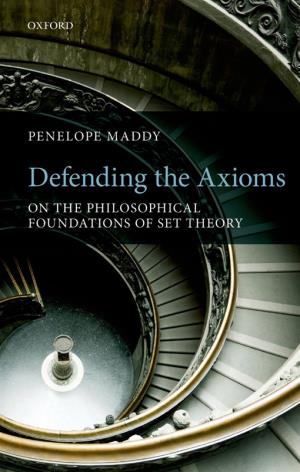 OXFORD
PENELOPE MADDY
Defending the Axioms
ON THE PHILOSOPHICAL
FOUNDATIONS OF SET THEORY